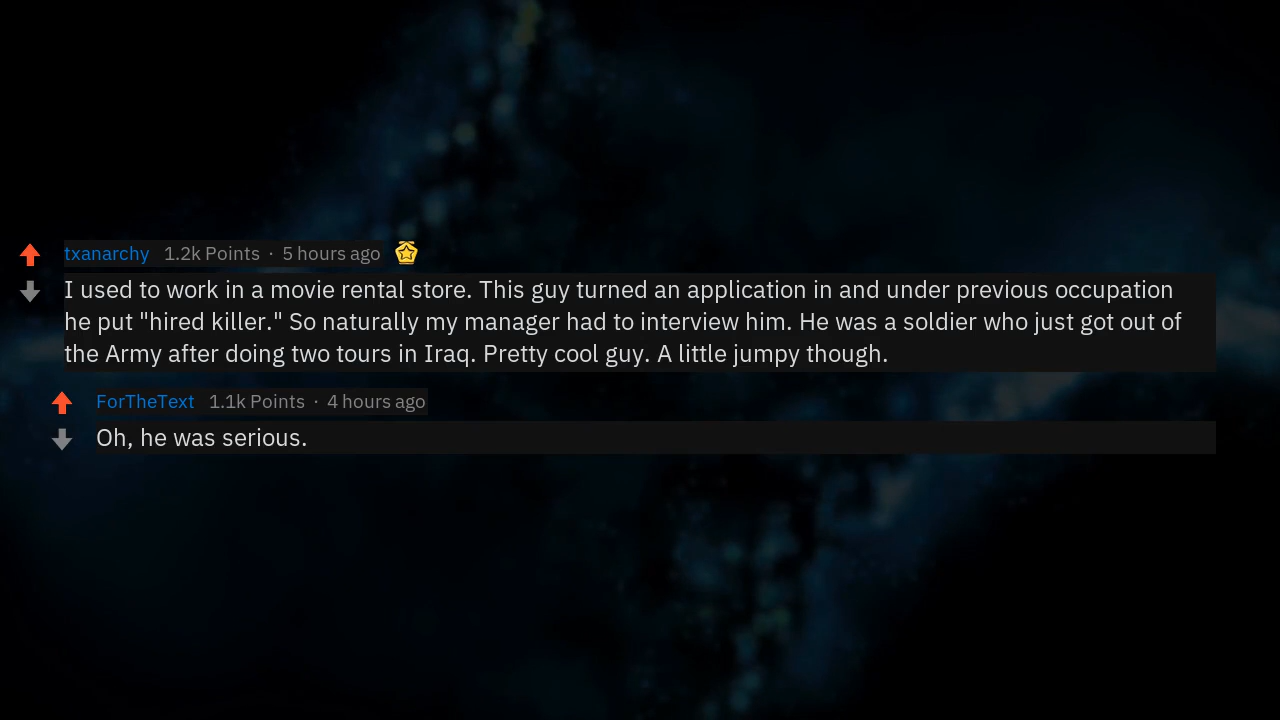 txanarchy 1.2k Points · 5 hours ago
I used to work in a movie rental store. This guy turned an application in and under previous occupation
he put "hired killer." So naturally my manager had to interview him. He was a soldier who just got out of
the Army after doing two tours in Iraq. Pretty cool guy. A little jumpy though.
ForTheText 1.1k Points · 4 hours ago
Oh, he was serious.